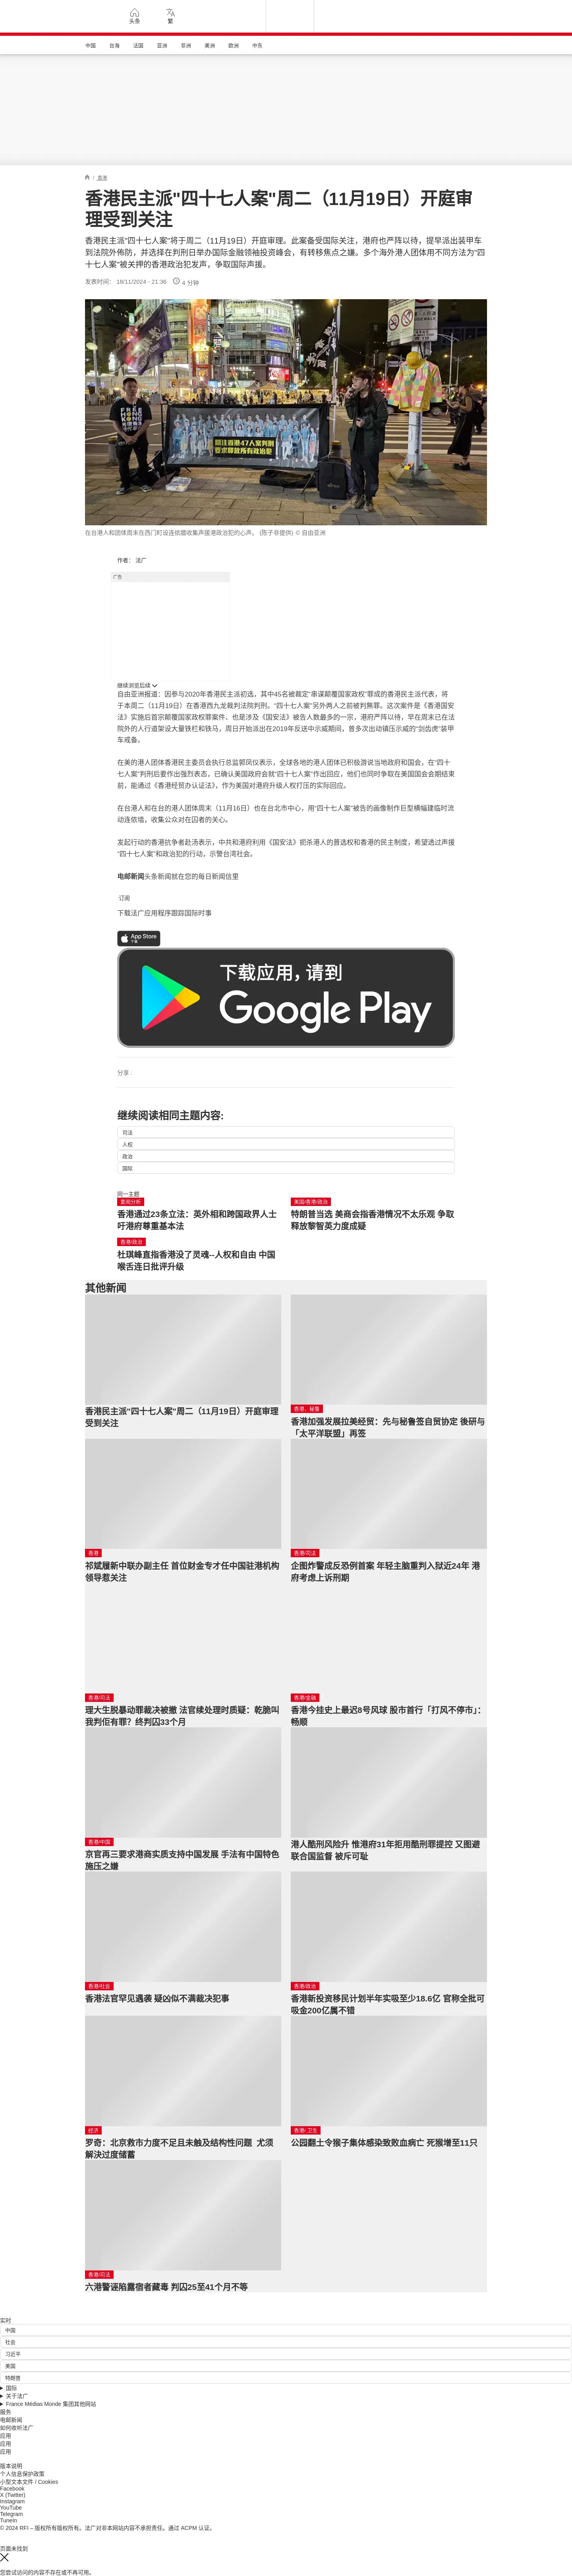 头条
繁
中国
台海
法国
亚洲
非洲
美洲
欧洲
中东
/ 香港
香港民主派"四十七人案"周二（11月19日）开庭审
理受到关注
香港民主派"四十七人案"将于周二（11月19日）开庭审理。此案备受国际关注，港府也严阵以待，提早派出装甲车
到法院外佈防，并选择在判刑日举办国际金融领袖投资峰会，有转移焦点之嫌。多个海外港人团体用不同方法为"四
十七人案"被关押的香港政治犯发声，争取国际声援。
发表时间： 18/11/2024 - 21:36
4 分钟
關注香港47人案判刑
要求釋放所有政治犯
在台港人和团体周末在西门町设连侬牆收集声援港政治犯的心声。 (陈子非提供) © 自由亚洲
作者： 法广
广告
继续浏览后续
自由亚洲报道：因参与2020年香港民主派初选，其中45名被裁定"串谋颠覆国家政权"罪成的香港民主派代表，将
于本周二（11月19日）在香港西九龙裁判法院判刑。"四十七人案"另外两人之前被判無罪。这次案件是《香港国安
法》实施后首宗颠覆国家政权罪案件、也是涉及《国安法》被告人数最多的一宗，港府严阵以待，早在周末已在法
院外的人行道架设大量铁栏和铁马，周日开始派出在2019年反送中示威期间，曾多次出动镇压示威的"剑齿虎"装甲
车戒备。
在美的港人团体香港民主委员会执行总监郭凤仪表示，全球各地的港人团体已积极游说当地政府和国会，在"四十
七人案"判刑后要作出强烈表态，已确认美国政府会就"四十七人案"作出回应，他们也同时争取在美国国会会期结束
前，能通过《香港经贸办认证法》，作为美国对港府升级人权打压的实际回应。
在台港人和在台的港人团体周末（11月16日）也在台北市中心，用"四十七人案"被告的画像制作巨型横幅建临时流
动连侬墙，收集公众对在囚者的关心。
发起行动的香港抗争者赴汤表示，中共和港府利用《国安法》扼杀港人的普选权和香港的民主制度，希望透过声援
"四十七人案"和政治犯的行动，示警台湾社会。
电邮新闻头条新闻就在您的每日新闻信里
订阅
下载法广应用程序跟踪国际时事
App Store
下载
下载应用，请到
Google Play
分享 :
继续阅读相同主题内容:
司法
人权
政治
国际
同一主题
要闻分析
香港通过23条立法：英外相和跨国政界人士
吁港府尊重基本法
美国/香港/政治
特朗普当选 美商会指香港情况不太乐观 争取
释放黎智英力度成疑
香港/政治
杜琪峰直指香港没了灵魂--人权和自由 中国
喉舌连日批评升级
其他新闻
香港民主派"四十七人案"周二（11月19日）开庭审理
受到关注
香港、秘鲁
香港加强发展拉美经贸：先与秘鲁签自贸协定 後研与
「太平洋联盟」再签
香港
祁斌履新中联办副主任 首位财金专才任中国驻港机构
领导惹关注
香港/司法
企图炸警成反恐例首案 年轻主脑重判入狱近24年 港
府考虑上诉刑期
香港/司法
理大生脱暴动罪裁决被撤 法官续处理时质疑：乾脆叫
我判佢有罪？终判囚33个月
香港/金融
香港今挂史上最迟8号风球 股市首行「打风不停市」：
畅顺
香港/中国
京官再三要求港商实质支持中国发展 手法有中国特色
施压之嫌
港人酷刑风险升 惟港府31年拒用酷刑罪提控 又图避
联合国监督 被斥可耻
香港/社会
香港法官罕见遇袭 疑凶似不满裁决犯事
香港/政治
香港新投资移民计划半年实吸至少18.6亿 官称全批可
吸金200亿属不错
经济
罗奇：北京救市力度不足且未触及结构性问题 尤须
解决过度储蓄
香港/ 卫生
公园翻土令猴子集体感染致败血病亡 死猴增至11只
香港/司法
六港警诬陷露宿者藏毒 判囚25至41个月不等
实时
中国
社会
习近平
美国
特朗普
国际
关于法广
France Médias Monde 集团其他网站
服务
电邮新闻
如何收听法广
应用
应用
应用
版本说明
个人信息保护政策
小型文本文件 / Cookies
Facebook
X (Twitter)
Instagram
YouTube
Telegram
TuneIn
© 2024 RFI – 版权所有版权所有。法广对非本网站内容不承担责任。通过 ACPM 认证。
页面未找到
您尝试访问的内容不存在或不再可用。